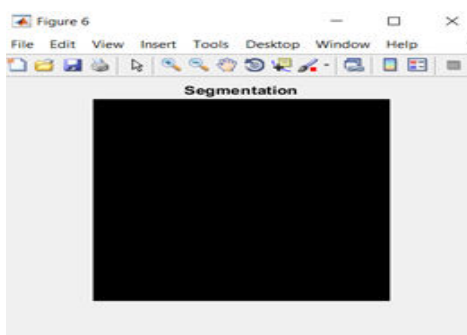 Figure 6
File Edit View Insert Tools Desktop Window Help
Segmentation